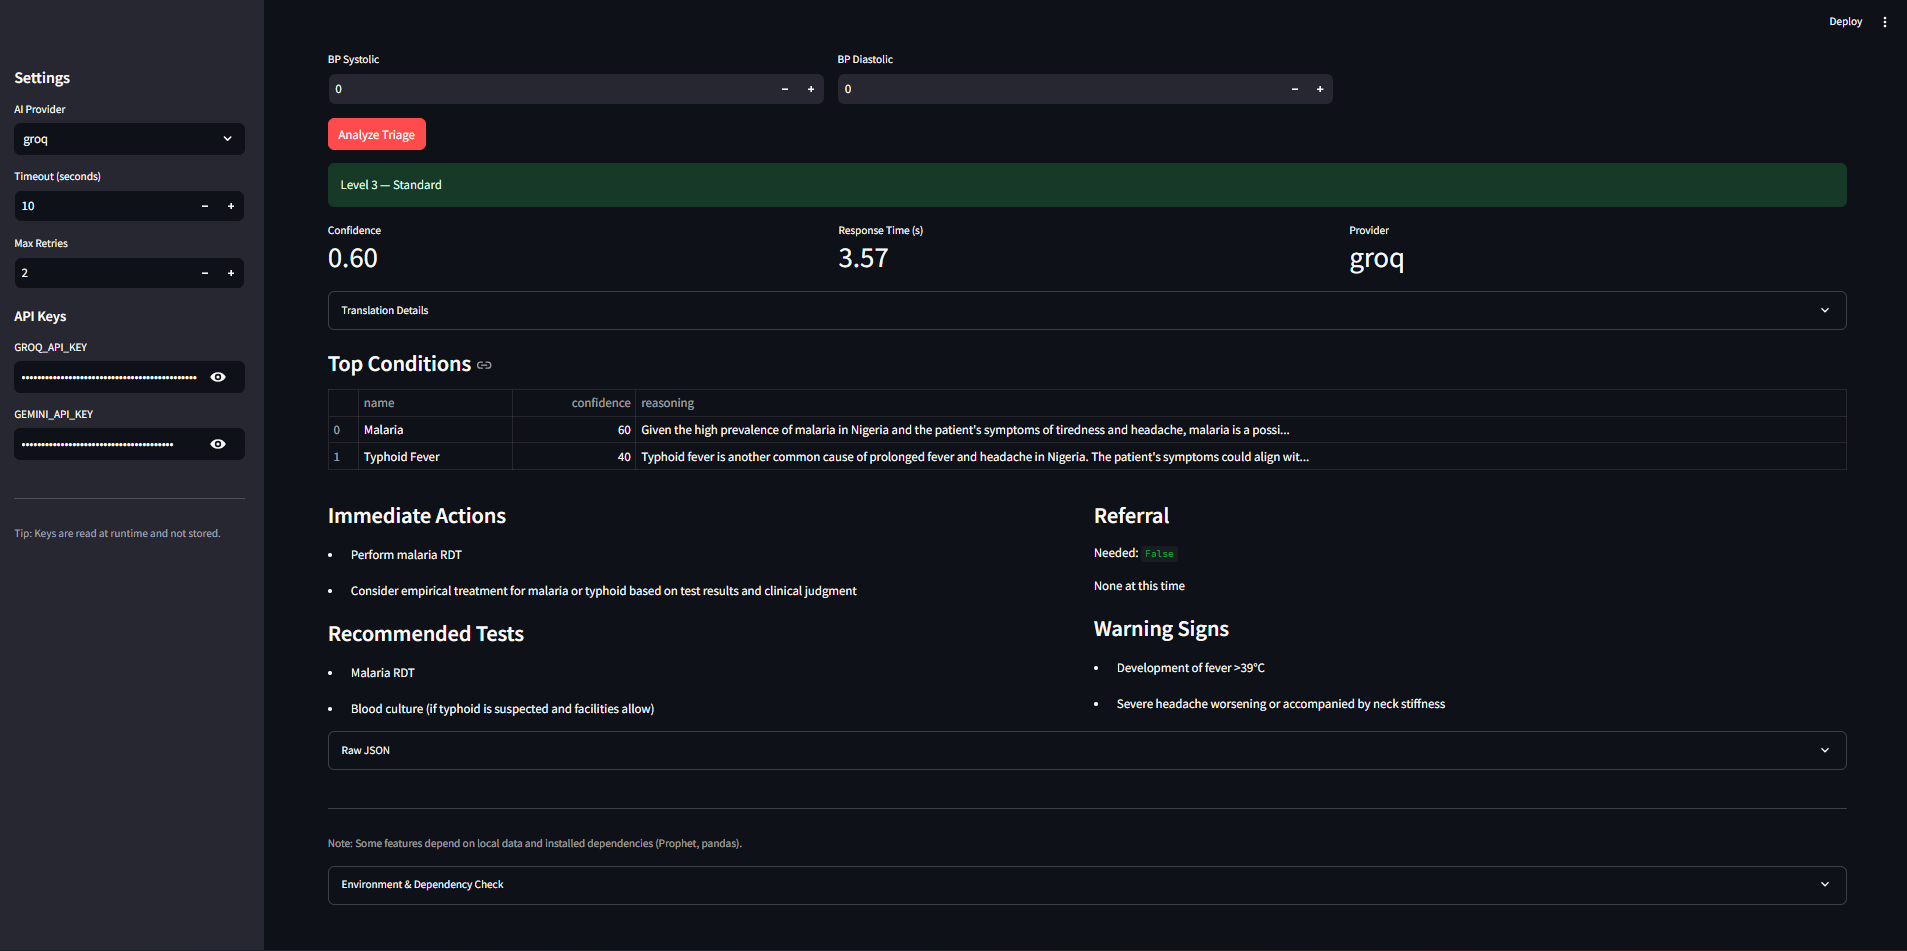 Deploy
Settings
AI Provider
groq
Timeout (seconds)
10
Max Retries
2
API Keys
GROQ_API_KEY
GEMINI_API_KEY
Tip: Keys are read at runtime and not stored.
BP Systolic BP Diastolic
0 0
Analyze Triage
Level 3 — Standard
Confidence Response Time (s) Provider
0.60 3.57 groq
Translation Details
Top Conditions
name confidence reasoning
0 Malaria 60 Given the high prevalence of malaria in Nigeria and the patient's symptoms of tiredness and headache, malaria is a possi...
1 Typhoid Fever 40 Typhoid fever is another common cause of prolonged fever and headache in Nigeria. The patient's symptoms could align wit...
Immediate Actions
• Perform malaria RDT
• Consider empirical treatment for malaria or typhoid based on test results and clinical judgment
Recommended Tests
• Malaria RDT
• Blood culture (if typhoid is suspected and facilities allow)
Referral
Needed: False
None at this time
Warning Signs
• Development of fever >39°C
• Severe headache worsening or accompanied by neck stiffness
Raw JSON
Note: Some features depend on local data and installed dependencies (Prophet, pandas).
Environment & Dependency Check